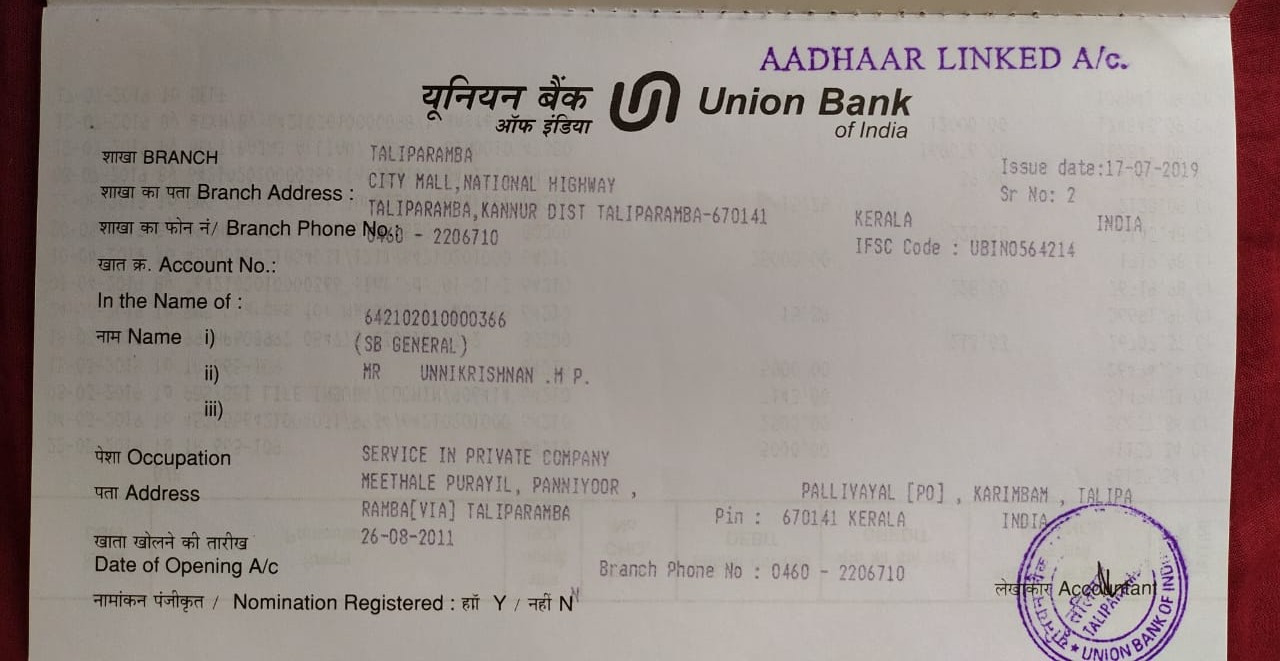 AADHAAR LINKED A/c.
यूनियन बैंक Union Bank
ऑफ इंडिया of India
शाखा BRANCH TALIPARAMBA
Issue date:17-07-2019
शाखा का पता Branch Address : CITY MALL,NATIONAL HIGHWAY
Sr No: 2
TALIPARAMBA,KANNUR DIST TALIPARAMBA-670141 KERALA INDIA
शाखा का फोन नं/ Branch Phone No.: 0460 - 2206710
IFSC Code : UBIN0564214
खात क्र. Account No.:
In the Name of :
642102010000366
नाम Name i) (SB GENERAL)
ii) MR UNNIKRISHNAN .M P.
iii)
पेशा Occupation SERVICE IN PRIVATE COMPANY
पता Address MEETHALE PURAYIL, PANNIYOOR , PALLIVAYAL [PO] , KARIMBAM , TALIPA
RAMBA[VIA] TALIPARAMBA Pin : 670141 KERALA INDIA
खाता खोलने की तारीख 26-08-2011
Date of Opening A/c Branch Phone No : 0460 - 2206710
लेखाकार Accountant
नामांकन पंजीकृत / Nomination Registered : हाँ Y / नहीं N N
TALIPARAMBA
★ UNION BANK OF INDIA